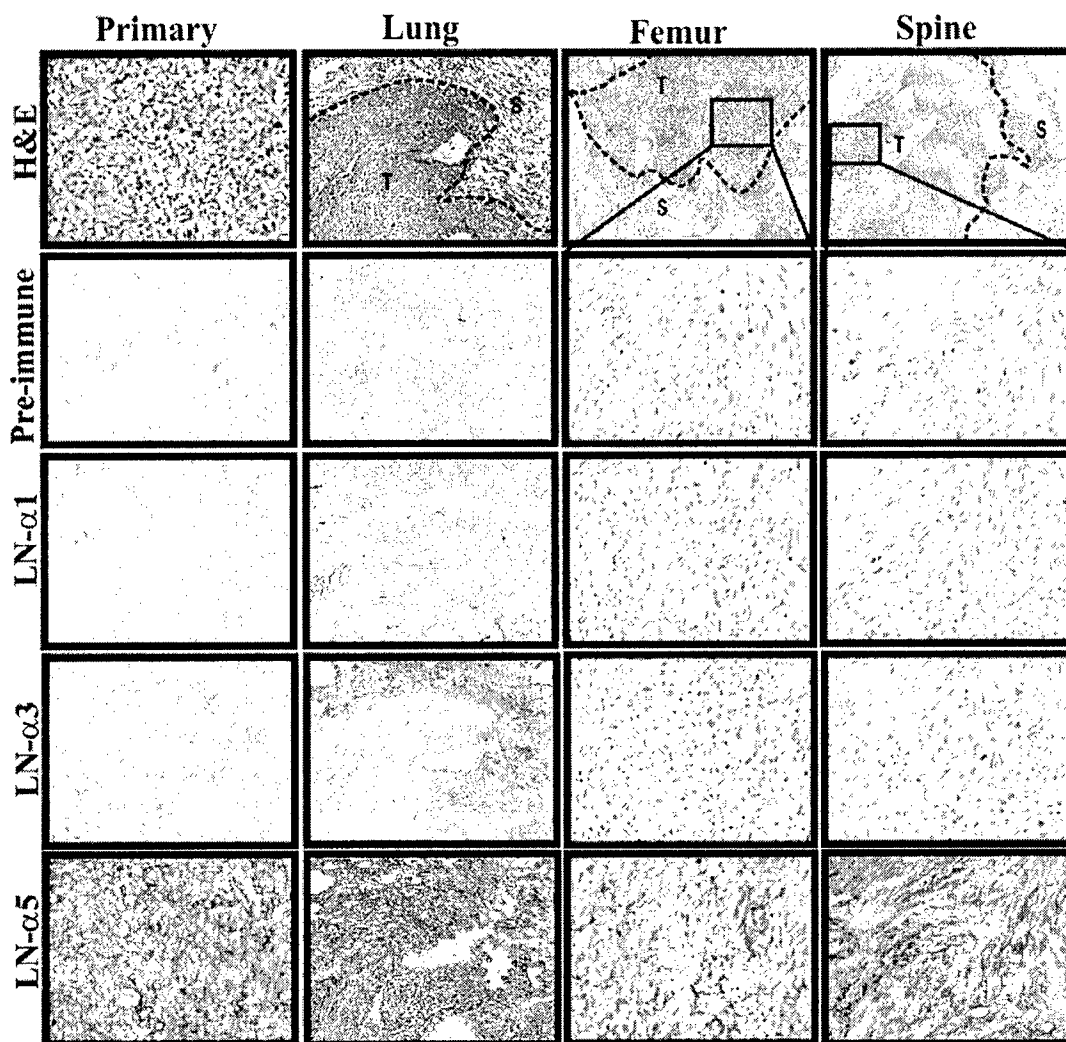 Primary Lung Femur Spine
H&E
T S
T S
T S
Pre-immune
LN-α1
LN-α3
LN-α5